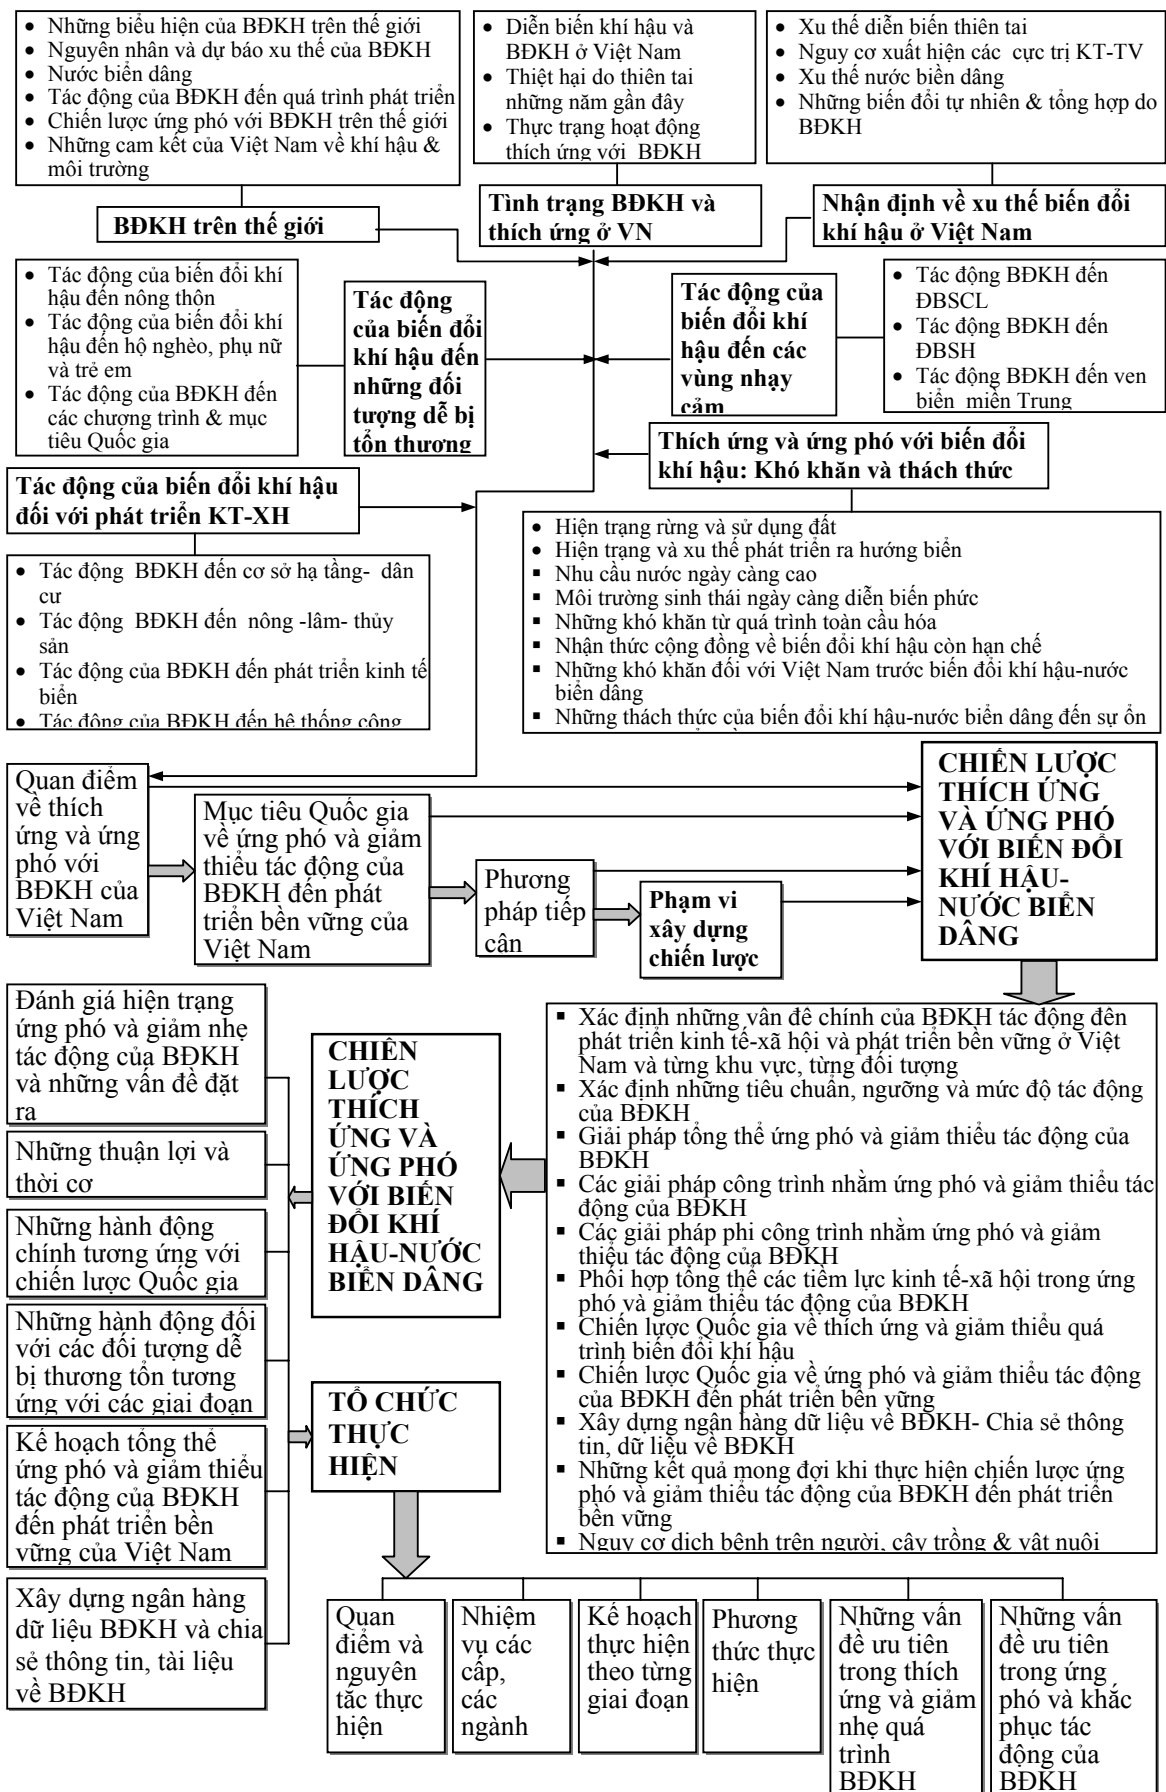 • Những biểu hiện của BĐKH trên thế giới
• Nguyên nhân và dự báo xu thế của BĐKH
• Nước biển dâng
• Tác động của BĐKH đến quá trình phát triển
• Chiến lược ứng phó với BĐKH trên thế giới
• Những cam kết của Việt Nam về khí hậu &
môi trường
• Diễn biến khí hậu và
BĐKH ở Việt Nam
• Thiệt hại do thiên tai
những năm gần đây
• Thực trạng hoạt động
thích ứng với BĐKH
• Xu thế diễn biến thiên tai
• Nguy cơ xuất hiện các cực trị KT-TV
• Xu thế nước biển dâng
• Những biến đổi tự nhiên & tổng hợp do
BĐKH
BĐKH trên thế giới
Tình trạng BĐKH và
thích ứng ở VN
Nhận định về xu thế biến đổi
khí hậu ở Việt Nam
• Tác động của biến đổi khí
hậu đến nông thôn
• Tác động của biến đổi khí
hậu đến hộ nghèo, phụ nữ
và trẻ em
• Tác động của BĐKH đến
các chương trình & mục
tiêu Quốc gia
Tác động
của biến đổi
khí hậu đến
những đối
tượng dễ bị
tổn thương
Tác động của
biến đổi khí
hậu đến các
vùng nhạy
cảm
• Tác động BĐKH đến
ĐBSCL
• Tác động BĐKH đến
ĐBSH
• Tác động BĐKH đến ven
biển miền Trung
Thích ứng và ứng phó với biến đổi
khí hậu: Khó khăn và thách thức
Tác động của biến đổi khí hậu
đối với phát triển KT-XH
• Tác động BĐKH đến cơ sở hạ tầng- dân
cư
• Tác động BĐKH đến nông -lâm- thủy
sản
• Tác động của BĐKH đến phát triển kinh tế
biển
• Tác động của BĐKH đến hệ thống công
• Hiện trạng rừng và sử dụng đất
• Hiện trạng và xu thế phát triển ra hướng biển
▪ Nhu cầu nước ngày càng cao
▪ Môi trường sinh thái ngày càng diễn biến phức
▪ Những khó khăn từ quá trình toàn cầu hóa
▪ Nhận thức cộng đồng về biến đổi khí hậu còn hạn chế
▪ Những khó khăn đối với Việt Nam trước biến đổi khí hậu-nước
biển dâng
▪ Những thách thức của biến đổi khí hậu-nước biển dâng đến sự ổn
Quan điểm
về thích
ứng và ứng
phó với
BĐKH của
Việt Nam
Mục tiêu Quốc gia
về ứng phó và giảm
thiểu tác động của
BĐKH đến phát
triển bền vững của
Việt Nam
Phương
pháp tiếp
cận
Phạm vi
xây dựng
chiến lược
CHIẾN LƯỢC
THÍCH ỨNG
VÀ ỨNG PHÓ
VỚI BIẾN ĐỔI
KHÍ HẬU-
NƯỚC BIỂN
DÂNG
▪ Xác định những vấn đề chính của BĐKH tác động đến
phát triển kinh tế-xã hội và phát triển bền vững ở Việt
Nam và từng khu vực, từng đối tượng
▪ Xác định những tiêu chuẩn, ngưỡng và mức độ tác động
của BĐKH
▪ Giải pháp tổng thể ứng phó và giảm thiểu tác động của
BĐKH
▪ Các giải pháp công trình nhằm ứng phó và giảm thiểu tác
động của BĐKH
▪ Các giải pháp phi công trình nhằm ứng phó và giảm
thiểu tác động của BĐKH
▪ Phối hợp tổng thể các tiềm lực kinh tế-xã hội trong ứng
phó và giảm thiểu tác động của BĐKH
▪ Chiến lược Quốc gia về thích ứng và giảm thiểu quá
trình biến đổi khí hậu
▪ Chiến lược Quốc gia về ứng phó và giảm thiểu tác động
của BĐKH đến phát triển bền vững
▪ Xây dựng ngân hàng dữ liệu về BĐKH- Chia sẻ thông
tin, dữ liệu về BĐKH
▪ Những kết quả mong đợi khi thực hiện chiến lược ứng
phó và giảm thiểu tác động của BĐKH đến phát triển
bền vững
▪ Nguy cơ dịch bệnh trên người, cây trồng & vật nuôi
CHIẾN
LƯỢC
THÍCH
ỨNG VÀ
ỨNG PHÓ
VỚI BIẾN
ĐỔI KHÍ
HẬU-NƯỚC
BIỂN DÂNG
Đánh giá hiện trạng
ứng phó và giảm nhẹ
tác động của BĐKH
và những vấn đề đặt
ra
Những thuận lợi và
thời cơ
Những hành động
chính tương ứng với
chiến lược Quốc gia
Những hành động đối
với các đối tượng dễ
bị thương tổn tương
ứng với các giai đoạn
Kế hoạch tổng thể
ứng phó và giảm thiểu
tác động của BĐKH
đến phát triển bền
vững của Việt Nam
Xây dựng ngân hàng
dữ liệu BĐKH và chia
sẻ thông tin, tài liệu
về BĐKH
TỔ CHỨC
THỰC
HIỆN
Quan
điểm và
nguyên
tắc thực
hiện
Nhiệm
vụ các
cấp,
các
ngành
Kế hoạch
thực hiện
theo từng
giai đoạn
Phương
thức thực
hiện
Những vấn
đề ưu tiên
trong thích
ứng và giảm
nhẹ quá
trình
BĐKH
Những vấn
đề ưu tiên
trong ứng
phó và khắc
phục tác
động của
BĐKH